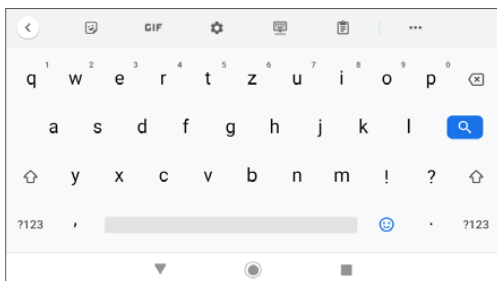 GIF
1 2 3 4 5 6 7 8 9 0
q w e r t z u i o p
a s d f g h j k l
y x c v b n m ! ?
?123 , . ?123